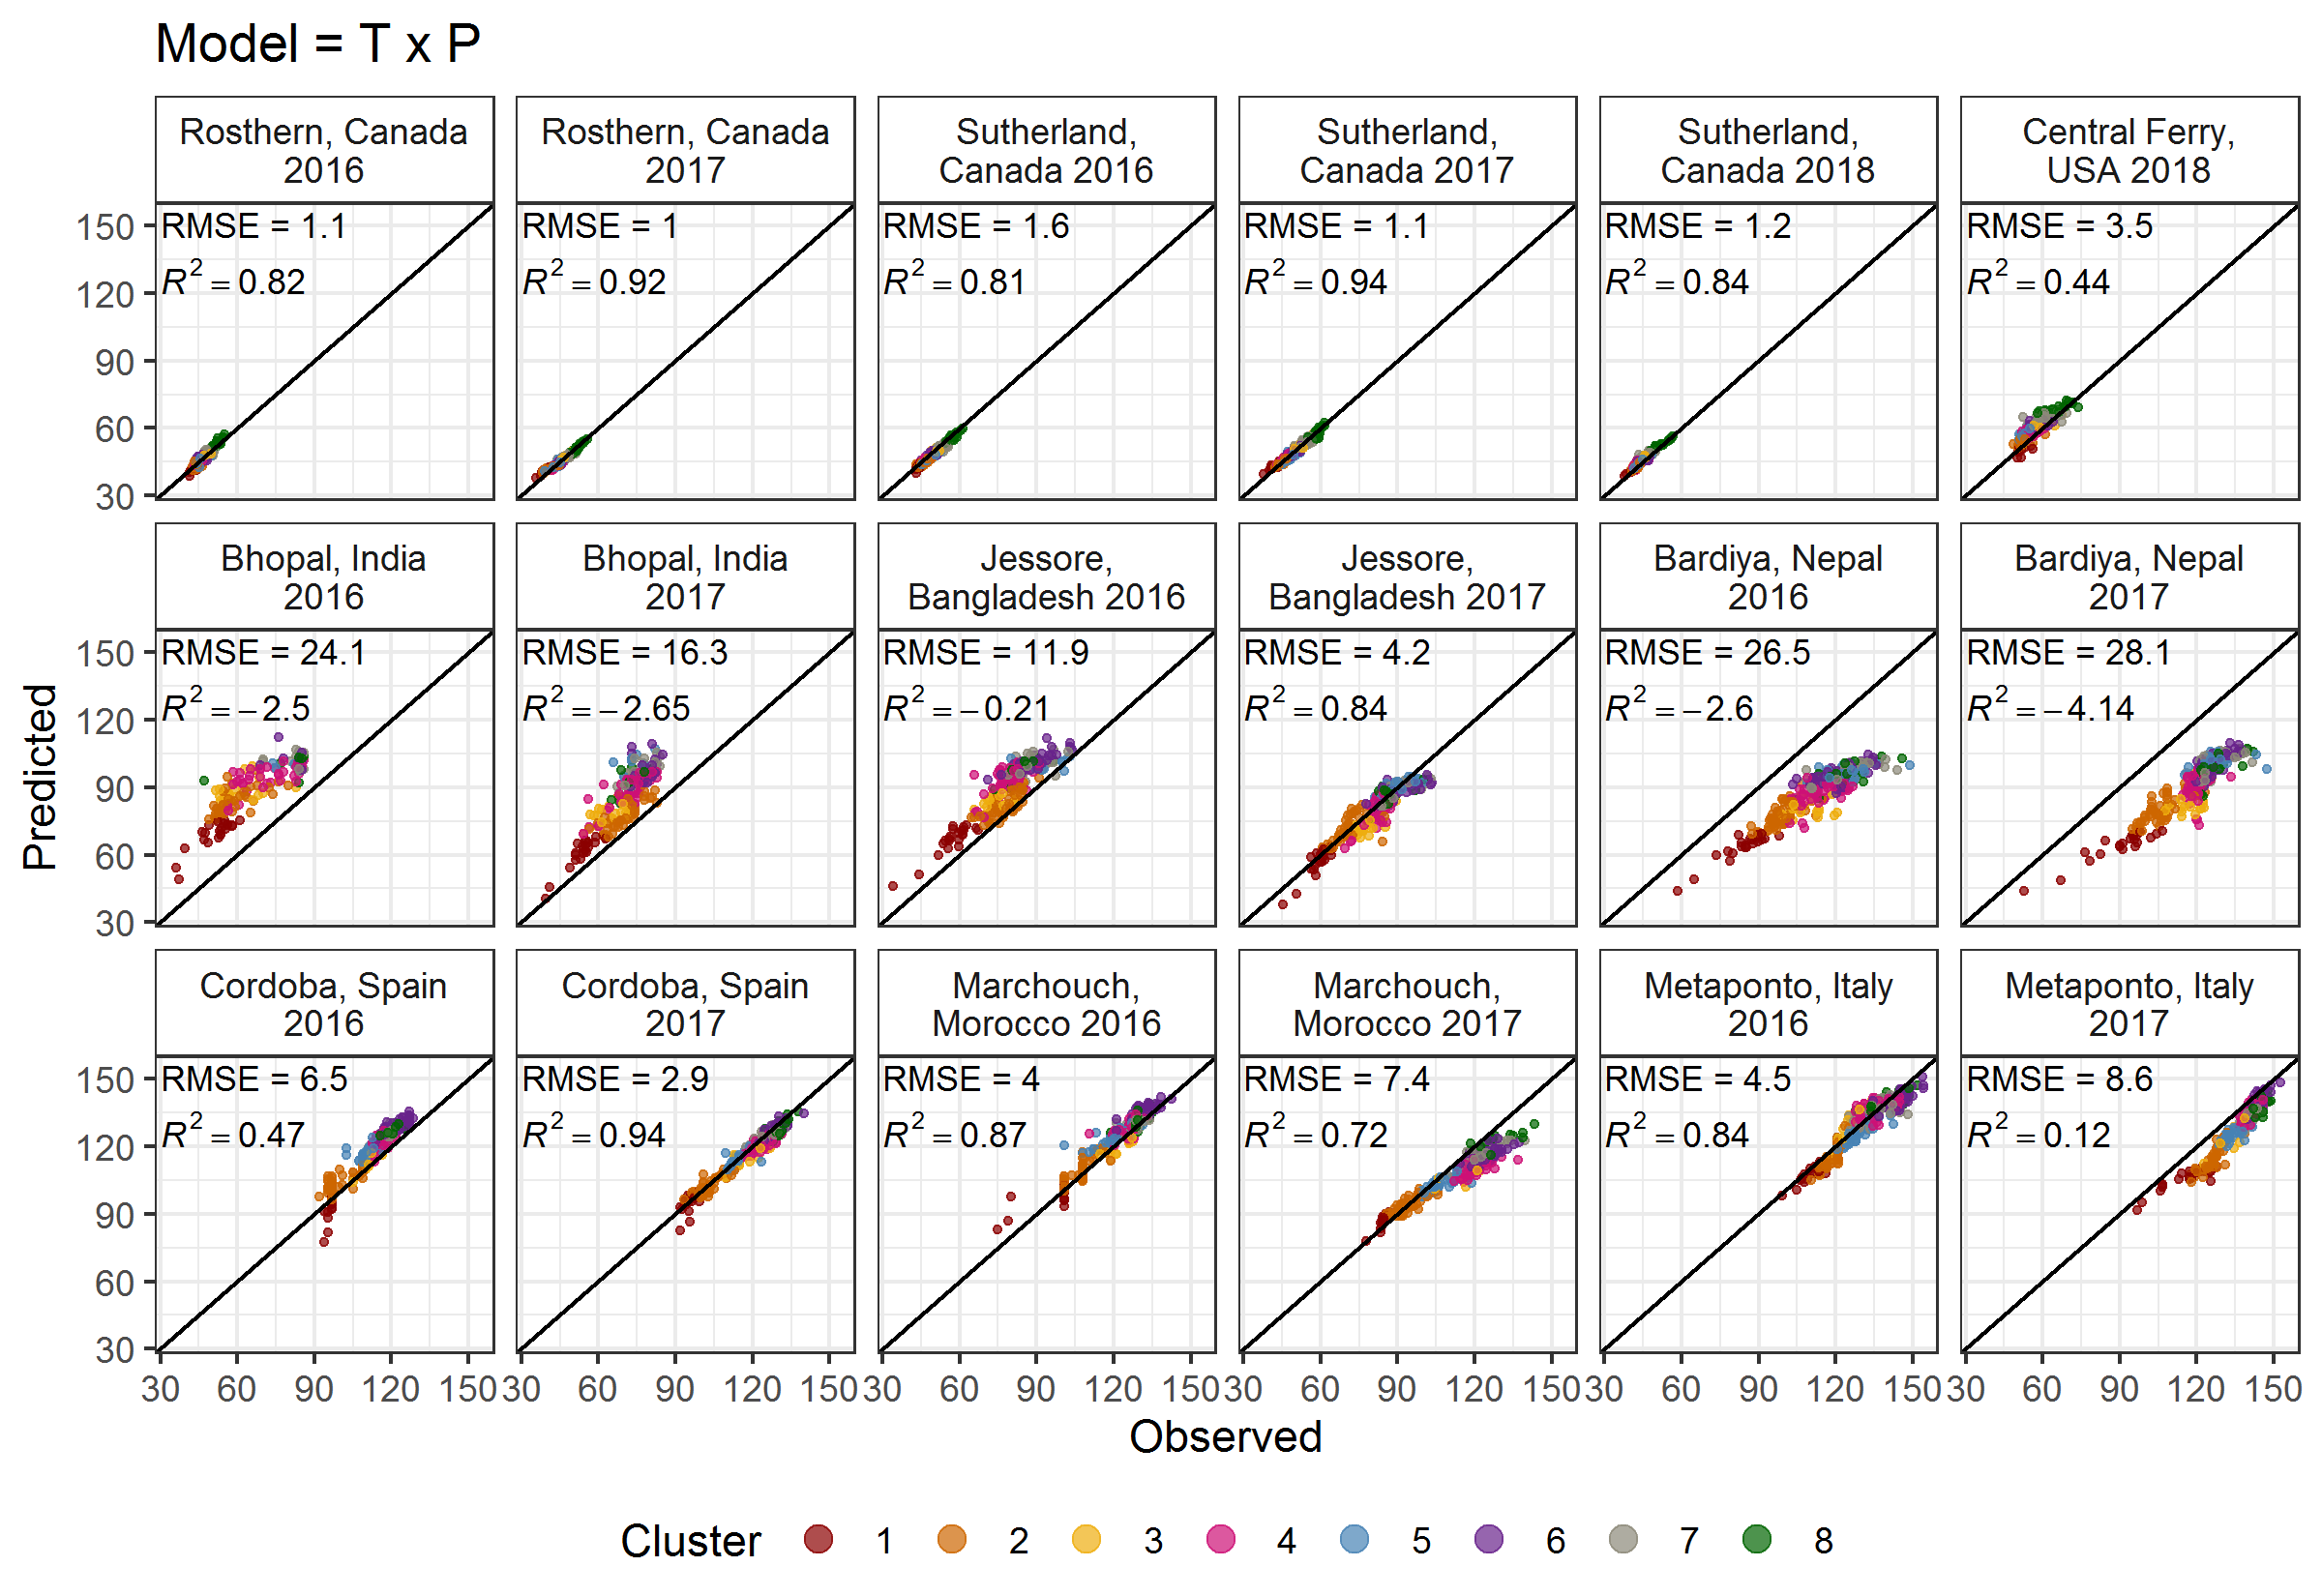 Model = T x P
Rosthern, Canada
2016
Rosthern, Canada
2017
Sutherland,
Canada 2016
Sutherland,
Canada 2017
Sutherland,
Canada 2018
Central Ferry,
USA 2018
RMSE = 1.1
R² = 0.82
RMSE = 1
R² = 0.92
RMSE = 1.6
R² = 0.81
RMSE = 1.1
R² = 0.94
RMSE = 1.2
R² = 0.84
RMSE = 3.5
R² = 0.44
150
120
90
60
30
Bhopal, India
2016
Bhopal, India
2017
Jessore,
Bangladesh 2016
Jessore,
Bangladesh 2017
Bardiya, Nepal
2016
Bardiya, Nepal
2017
RMSE = 24.1
R² = −2.5
RMSE = 16.3
R² = −2.65
RMSE = 11.9
R² = −0.21
RMSE = 4.2
R² = 0.84
RMSE = 26.5
R² = −2.6
RMSE = 28.1
R² = −4.14
150
120
90
60
30
Predicted
Cordoba, Spain
2016
Cordoba, Spain
2017
Marchouch,
Morocco 2016
Marchouch,
Morocco 2017
Metaponto, Italy
2016
Metaponto, Italy
2017
RMSE = 6.5
R² = 0.47
RMSE = 2.9
R² = 0.94
RMSE = 4
R² = 0.87
RMSE = 7.4
R² = 0.72
RMSE = 4.5
R² = 0.84
RMSE = 8.6
R² = 0.12
150
120
90
60
30
30 60 90 120 150 30 60 90 120 150 30 60 90 120 150 30 60 90 120 150 30 60 90 120 150 30 60 90 120 150
Observed
Cluster 1 2 3 4 5 6 7 8